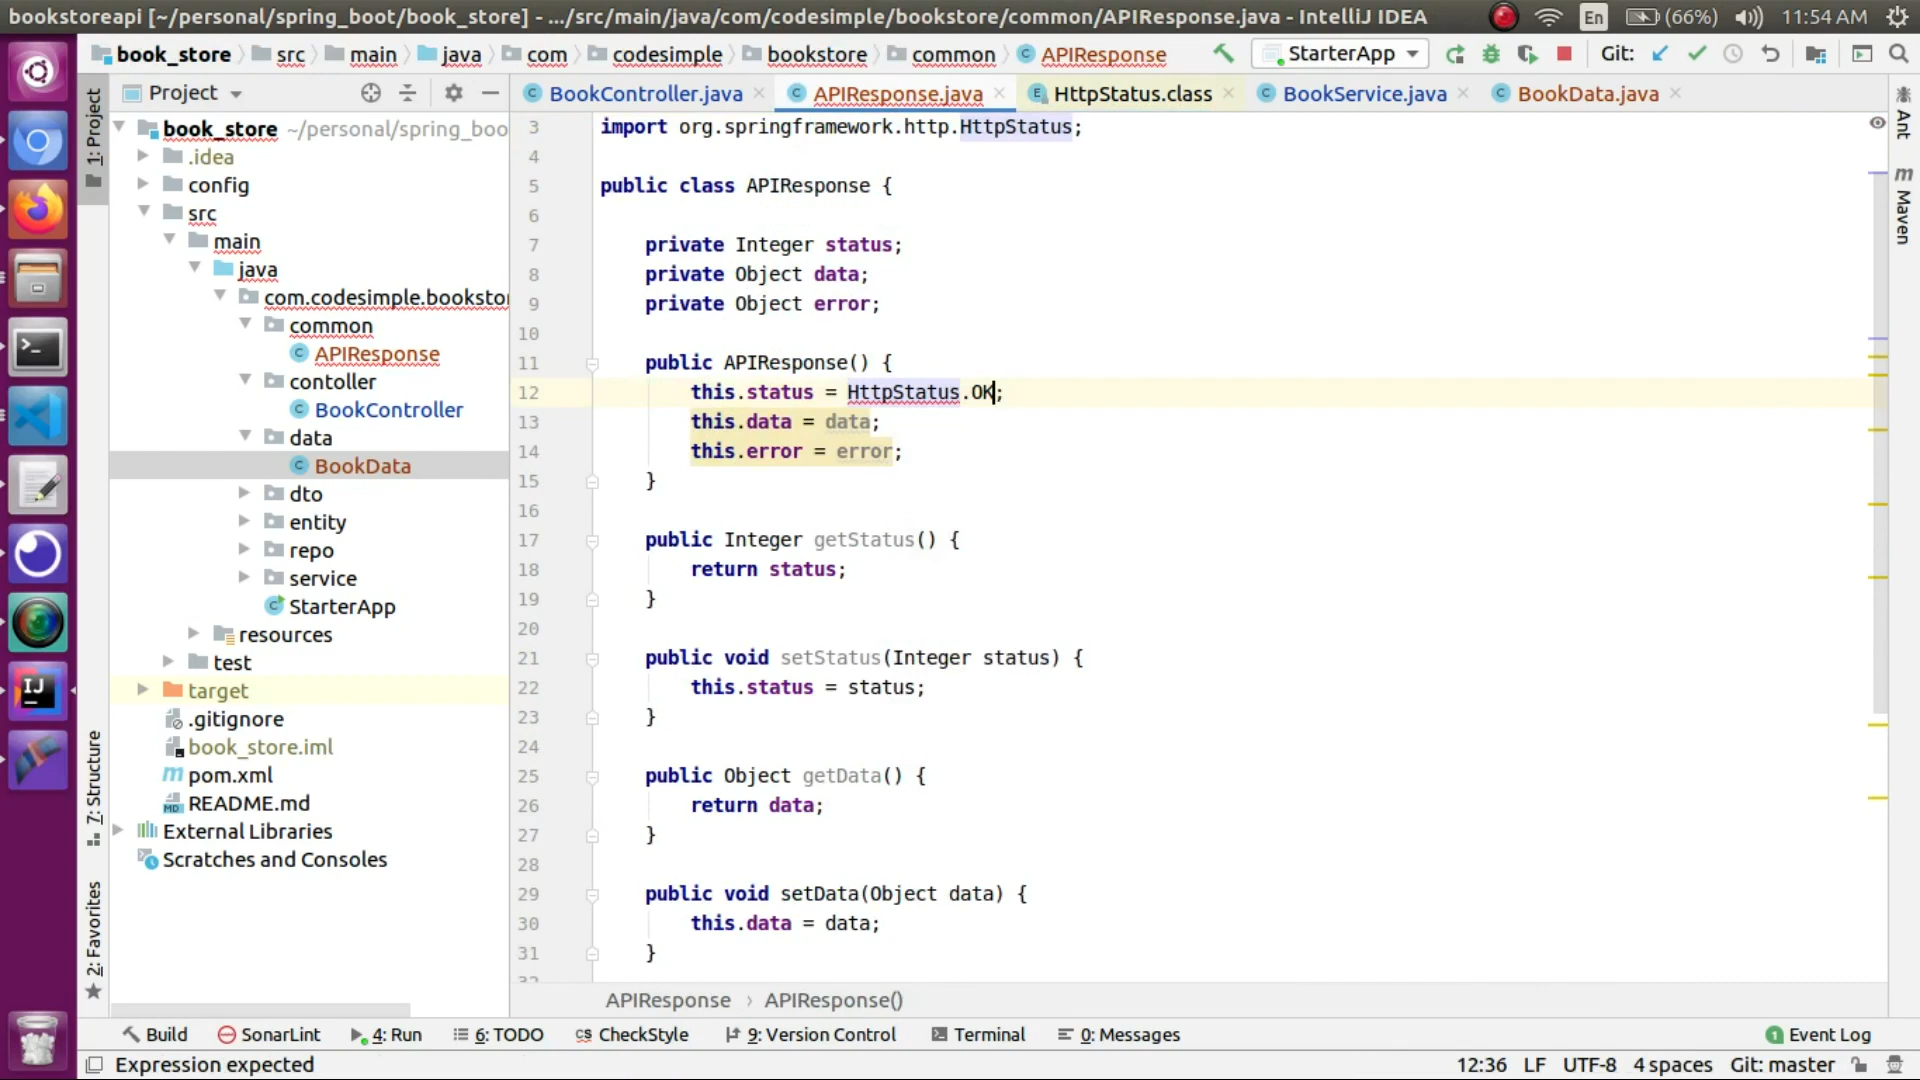 bookstoreapi [~/personal/spring_boot/book_store] - .../src/main/java/com/codesimple/bookstore/common/APIResponse.java - IntelliJ IDEA
En
(66%)
11:54 AM
book_store
src
main
java
com
codesimple
bookstore
common
APIResponse
StarterApp
Git:
Project
BookController.java
APIResponse.java
HttpStatus.class
BookService.java
BookData.java
1: Project
7: Structure
2: Favorites
Ant
m Maven
book_store ~/personal/spring_boo
.idea
config
src
main
java
com.codesimple.booksto
common
APIResponse
contoller
BookController
data
BookData
dto
entity
repo
service
StarterApp
resources
test
target
.gitignore
book_store.iml
pom.xml
README.md
External Libraries
Scratches and Consoles
3 import org.springframework.http.HttpStatus;
4
5 public class APIResponse {
6
7 private Integer status;
8 private Object data;
9 private Object error;
10
11 public APIResponse() {
12 this.status = HttpStatus.OK;
13 this.data = data;
14 this.error = error;
15 }
16
17 public Integer getStatus() {
18 return status;
19 }
20
21 public void setStatus(Integer status) {
22 this.status = status;
23 }
24
25 public Object getData() {
26 return data;
27 }
28
29 public void setData(Object data) {
30 this.data = data;
31 }
APIResponse › APIResponse()
Build
SonarLint
4: Run
6: TODO
CheckStyle
9: Version Control
Terminal
0: Messages
1 Event Log
Expression expected
12:36
LF
UTF-8
4 spaces
Git: master